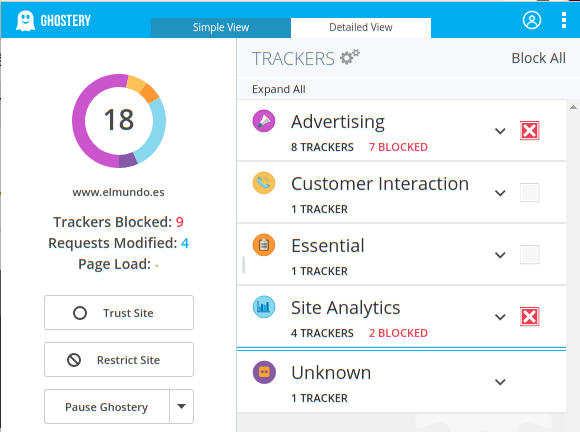 GHOSTERY
Simple View
Detailed View
TRACKERS
Block All
Expand All
18
www.elmundo.es
Trackers Blocked: 9
Requests Modified: 4
Page Load: -
Trust Site
Restrict Site
Pause Ghostery
Advertising
8 TRACKERS 7 BLOCKED
Customer Interaction
1 TRACKER
Essential
1 TRACKER
Site Analytics
4 TRACKERS 2 BLOCKED
Unknown
1 TRACKER